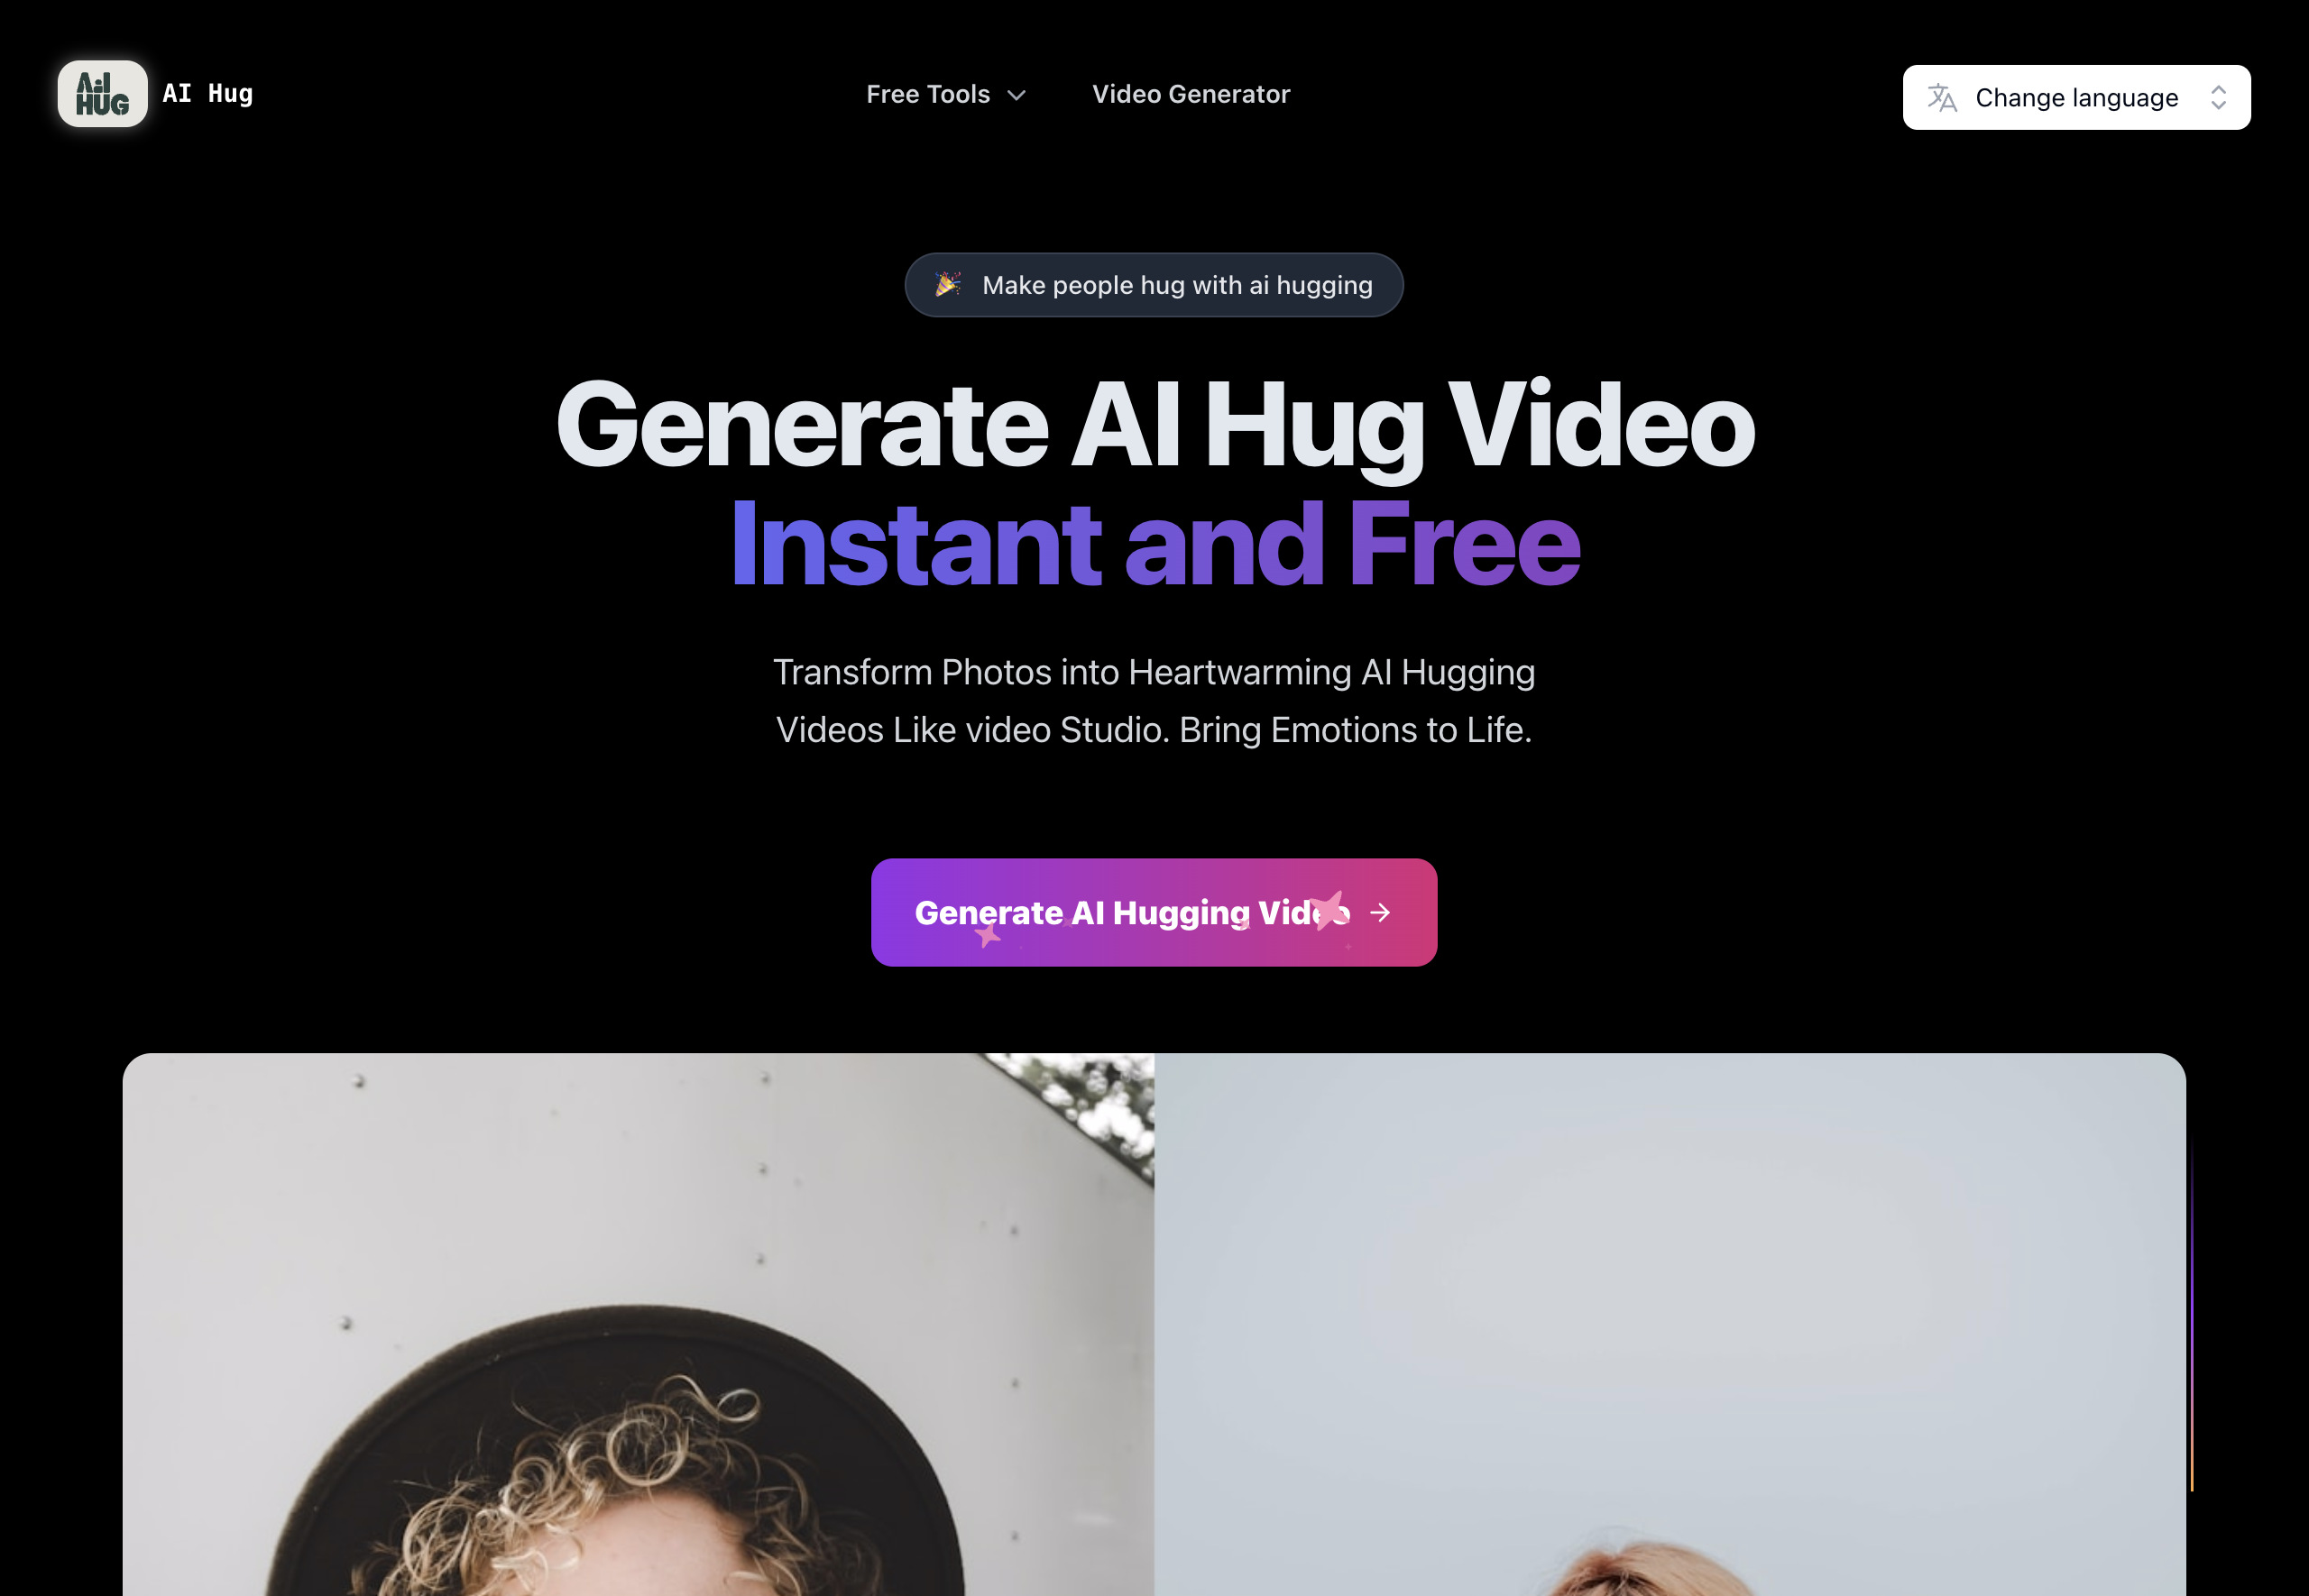 AI HUG
AI Hug
Free Tools
Video Generator
Change language
Make people hug with ai hugging
Generate AI Hug Video
Instant and Free
Transform Photos into Heartwarming AI Hugging
Videos Like video Studio. Bring Emotions to Life.
Generate AI Hugging Video